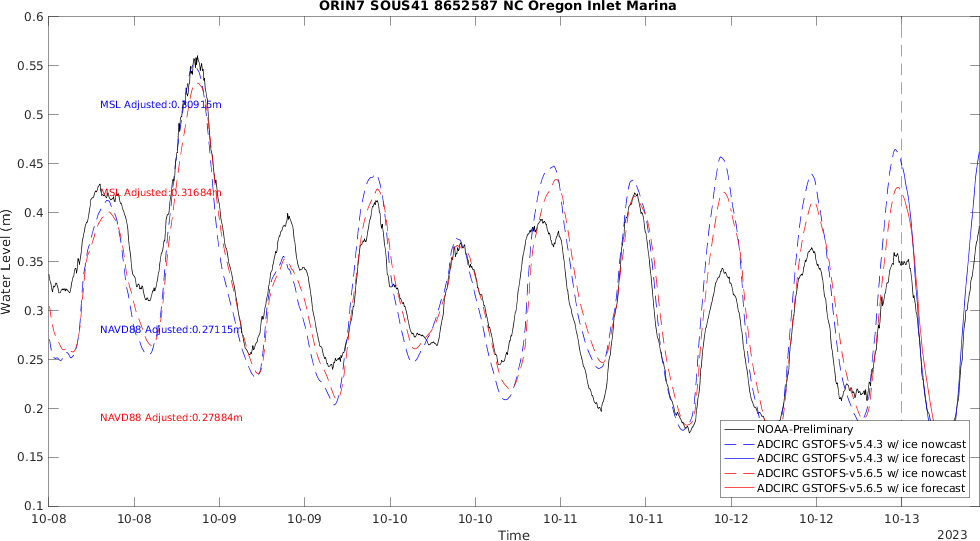 ORIN7 SOUS41 8652587 NC Oregon Inlet Marina
0.6
0.55
0.5
0.45
0.4
0.35
0.3
0.25
0.2
0.15
0.1
Water Level (m)
MSL Adjusted:0.30915m
MSL Adjusted:0.31684m
NAVD88 Adjusted:0.27115m
NAVD88 Adjusted:0.27884m
NOAA-Preliminary
ADCIRC GSTOFS-v5.4.3 w/ ice nowcast
ADCIRC GSTOFS-v5.4.3 w/ ice forecast
ADCIRC GSTOFS-v5.6.5 w/ ice nowcast
ADCIRC GSTOFS-v5.6.5 w/ ice forecast
10-08 10-08 10-09 10-09 10-10 10-10 10-11 10-11 10-12 10-12 10-13
Time
2023